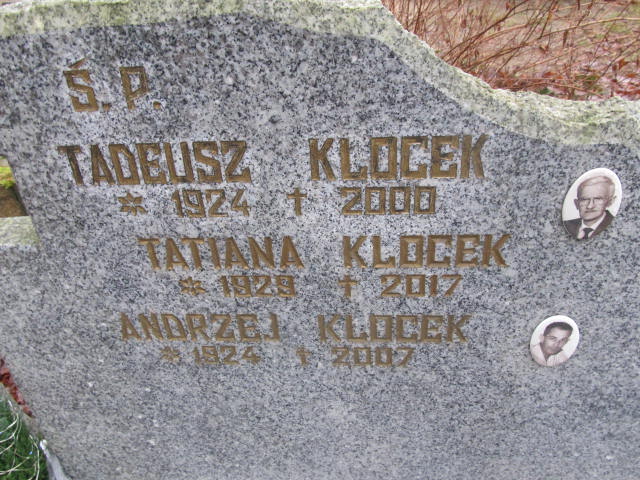 Ś. P.
TADEUSZ KLOCEK
* 1924 † 2000
TATIANA KLOCEK
* 1929 † 2017
ANDRZEJ KLOCEK
* 1924 † 2007